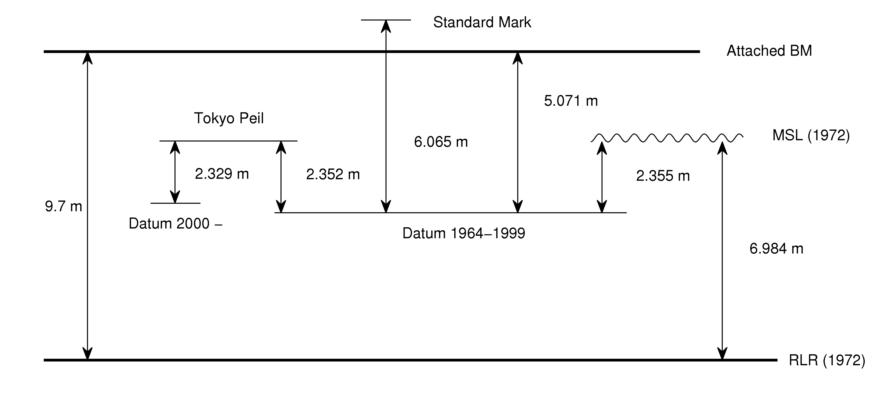 Standard Mark
Attached BM
5.071 m
Tokyo Peil
6.065 m
MSL (1972)
2.329 m
2.352 m
2.355 m
9.7 m
Datum 2000 –
Datum 1964–1999
6.984 m
RLR (1972)